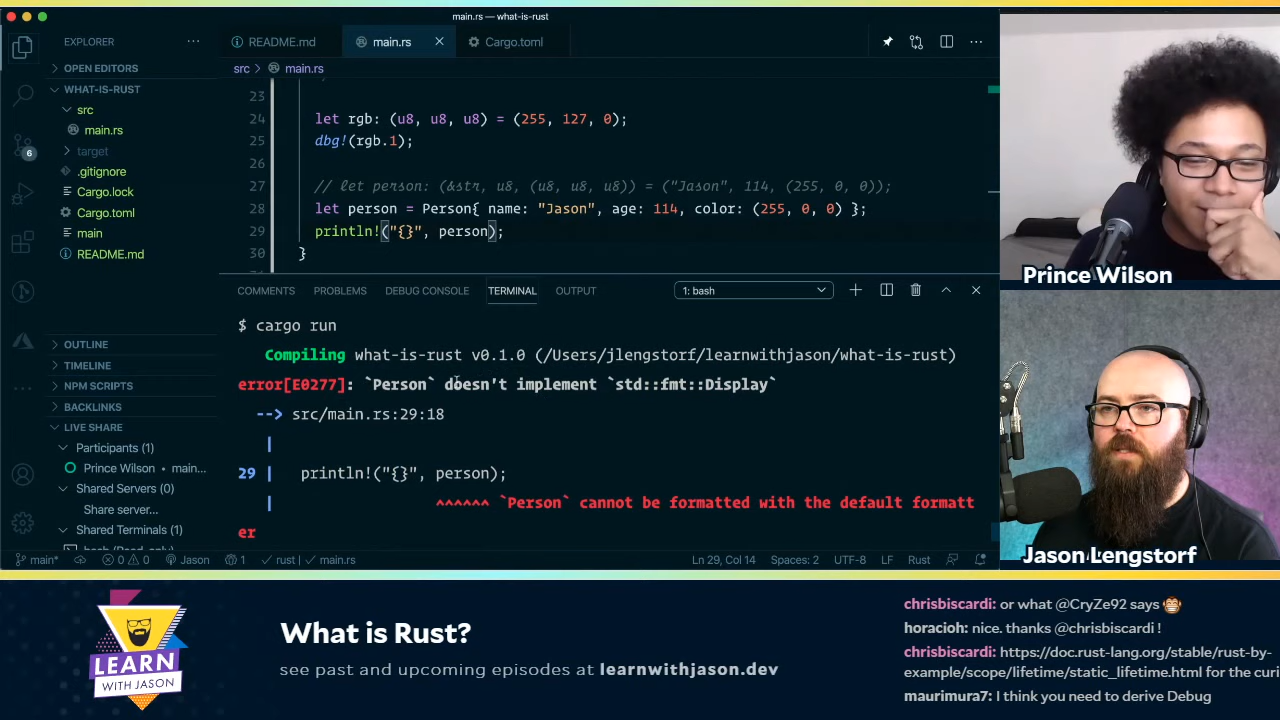 main.rs — what-is-rust
EXPLORER
README.md
main.rs
Cargo.toml
OPEN EDITORS
src > main.rs
WHAT-IS-RUST
src
main.rs
target
.gitignore
Cargo.lock
Cargo.toml
main
README.md
OUTLINE
TIMELINE
NPM SCRIPTS
BACKLINKS
LIVE SHARE
Participants (1)
Prince Wilson • main...
Shared Servers (0)
Share server...
Shared Terminals (1)
6
23
24 let rgb: (u8, u8, u8) = (255, 127, 0);
25 dbg!(rgb.1);
26
27 // let person: (&str, u8, (u8, u8, u8)) = ("Jason", 114, (255, 0, 0));
28 let person = Person{ name: "Jason", age: 114, color: (255, 0, 0) };
29 println!("{}", person);
30 }
COMMENTS PROBLEMS DEBUG CONSOLE TERMINAL OUTPUT 1: bash
$ cargo run
Compiling what-is-rust v0.1.0 (/Users/jlengstorf/learnwithjason/what-is-rust)
error[E0277]: `Person` doesn't implement `std::fmt::Display`
--> src/main.rs:29:18
|
29 | println!("{}", person);
| ^^^^^^ `Person` cannot be formatted with the default formatt
er
main* 0 0 Jason 1 rust | main.rs Ln 29, Col 14 Spaces: 2 UTF-8 LF Rust
Prince Wilson
Jason Lengstorf
LEARN
WITH JASON
What is Rust?
see past and upcoming episodes at learnwithjason.dev
chrisbiscardi: or what @CryZe92 says 🐵
horacioh: nice. thanks @chrisbiscardi !
chrisbiscardi: https://doc.rust-lang.org/stable/rust-by-
example/scope/lifetime/static_lifetime.html for the curi
maurimura7: I think you need to derive Debug